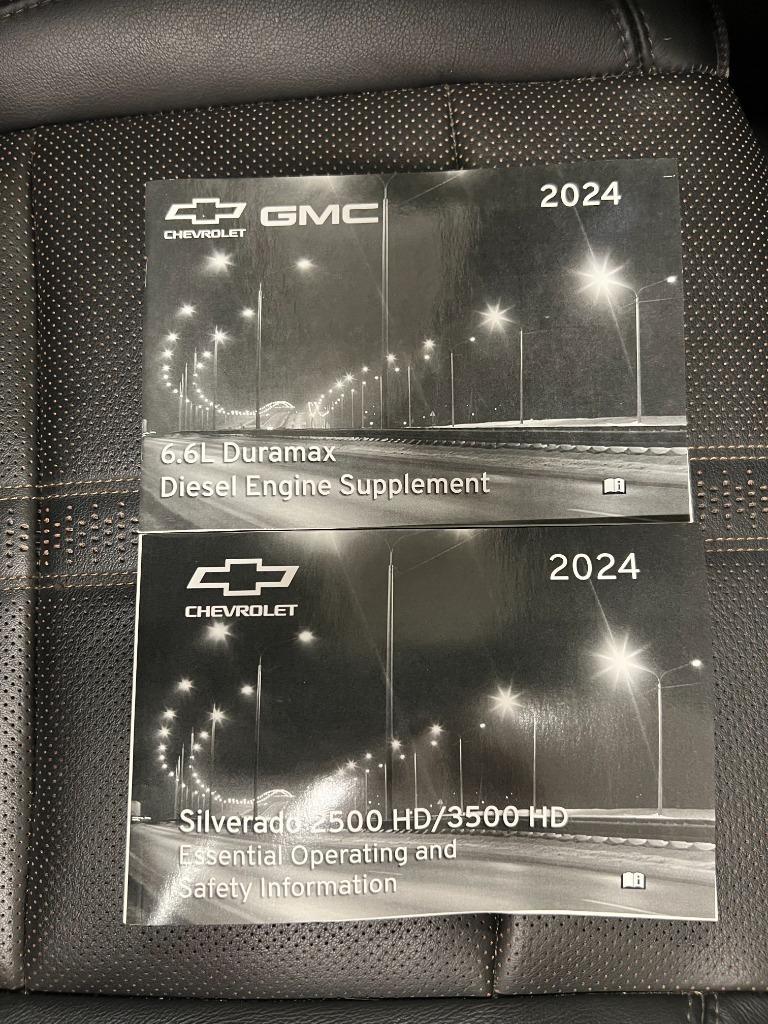 CHEVROLET
GMC
2024
6.6L Duramax
Diesel Engine Supplement
CHEVROLET
2024
Silverado 2500 HD/3500 HD
Essential Operating and
Safety Information